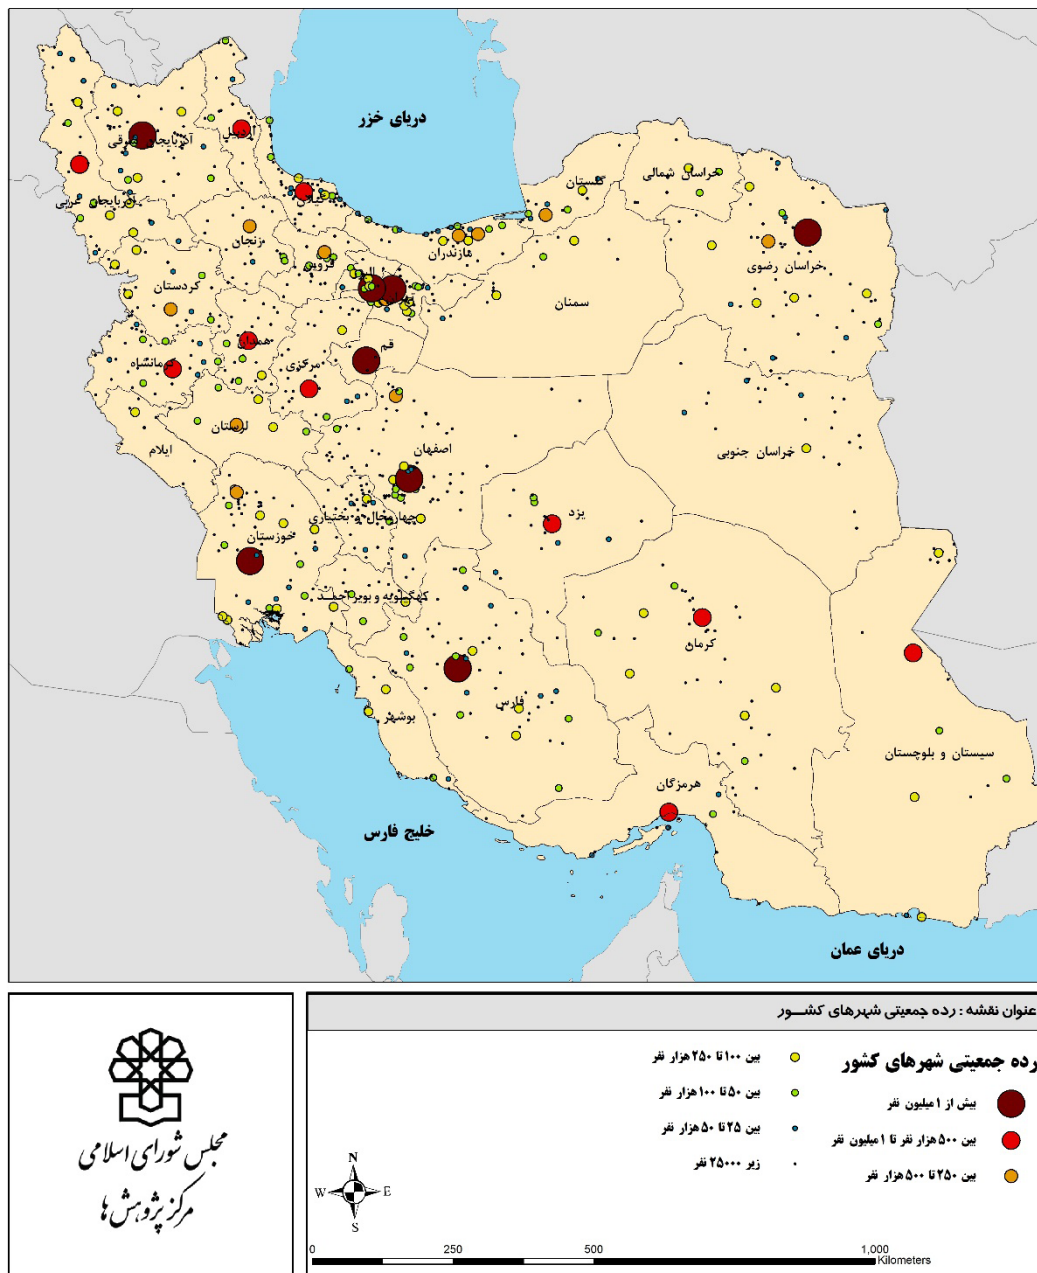 دریای خزر
اردبیل
آذربایجان شرقی
خراسان شمالی
گلستان
گیلان
آذربایجان غربی
زنجان
مازندران
قزوین
خراسان رضوی
البرز
کردستان
سمنان
همدان
قم
کرمانشاه
مرکزی
لرستان
ایلام
اصفهان
خراسان جنوبی
یزد
چهارمحال و بختیاری
خوزستان
کهگیلویه و بویراحمد
کرمان
فارس
بوشهر
سیستان و بلوچستان
هرمزگان
خلیج فارس
دریای عمان
عنوان نقشه : رده جمعیتی شهرهای کشور
رده جمعیتی شهرهای کشور
بیش از ۱ میلیون نفر
بین ۵۰۰ هزار نفر تا ۱ میلیون نفر
بین ۲۵۰ تا ۵۰۰ هزار نفر
بین ۱۰۰ تا ۲۵۰ هزار نفر
بین ۵۰ تا ۱۰۰ هزار نفر
بین ۲۵ تا ۵۰ هزار نفر
زیر ۲۵۰۰۰ نفر
مجلس شورای اسلامی
مرکز پژوهش ها
N
W E
S
0 250 500 1,000
Kilometers